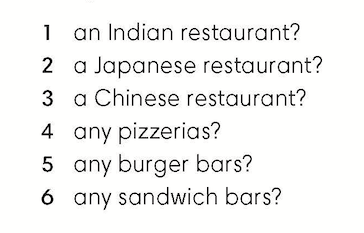 1 an Indian restaurant?
2 a Japanese restaurant?
3 a Chinese restaurant?
4 any pizzerias?
5 any burger bars?
6 any sandwich bars?